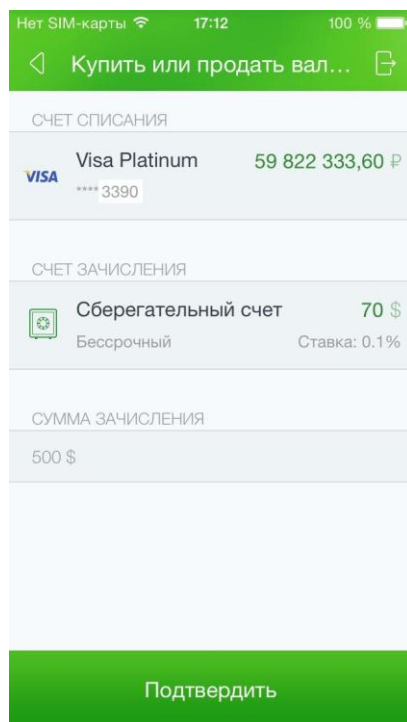 Нет SIM-карты 17:12 100 %
Купить или продать вал...
СЧЕТ СПИСАНИЯ
VISA Visa Platinum 59 822 333,60 ₽
**** 3390
СЧЕТ ЗАЧИСЛЕНИЯ
Сберегательный счет 70 $
Бессрочный Ставка: 0.1%
СУММА ЗАЧИСЛЕНИЯ
500 $
Подтвердить